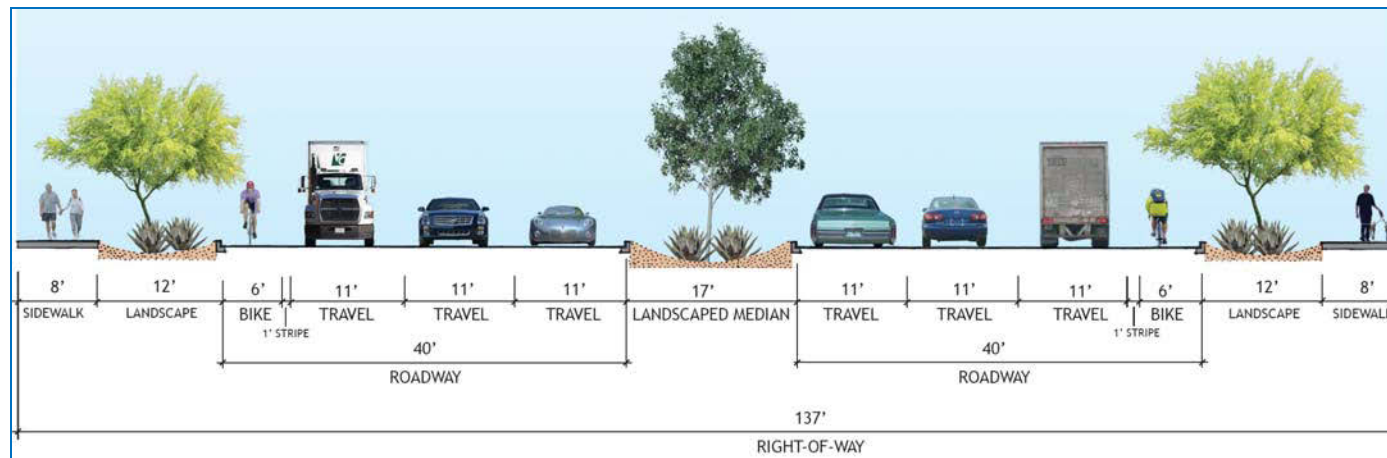 8' 12' 6' 11' 11' 11' 17' 11' 11' 11' 6' 12' 8'
SIDEWALK LANDSCAPE BIKE TRAVEL TRAVEL TRAVEL LANDSCAPED MEDIAN TRAVEL TRAVEL TRAVEL BIKE LANDSCAPE SIDEWALK
1' STRIPE 1' STRIPE
40' 40'
ROADWAY ROADWAY
137'
RIGHT-OF-WAY